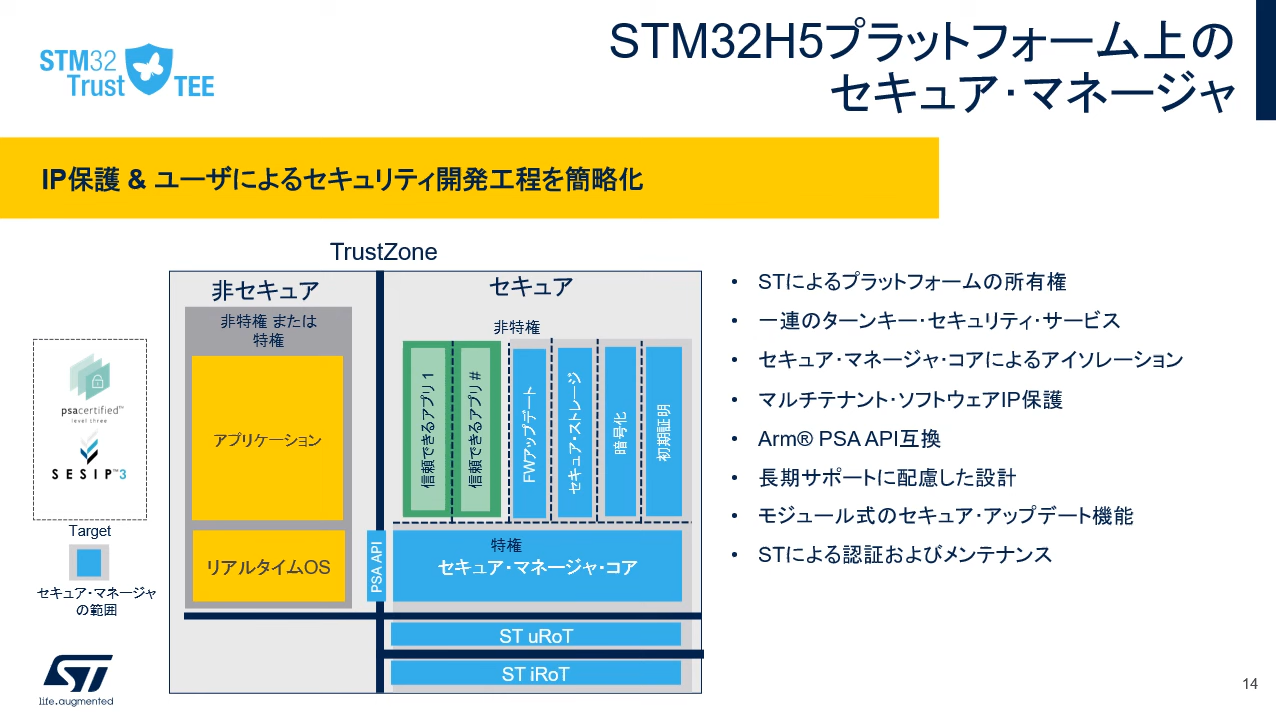 STM32H5プラットフォーム上の
セキュア･マネージャ
STM32
Trust
TEE
IP保護 & ユーザによるセキュリティ開発工程を簡略化
TrustZone
非セキュア
セキュア
非特権 または
特権
非特権
アプリケーション
リアルタイムOS
PSA API
信頼できるアプリ 1
信頼できるアプリ #
FWアップデート
セキュア･ストレージ
暗号化
初期証明
特権
セキュア･マネージャ･コア
ST uRoT
ST iRoT
psacertified™
level three
SESIP™3
Target
セキュア･マネージャ
の範囲
• STによるプラットフォームの所有権
• 一連のターンキー･セキュリティ･サービス
• セキュア･マネージャ･コアによるアイソレーション
• マルチテナント･ソフトウェアIP保護
• Arm® PSA API互換
• 長期サポートに配慮した設計
• モジュール式のセキュア･アップデート機能
• STによる認証およびメンテナンス
ST
life.augmented
14